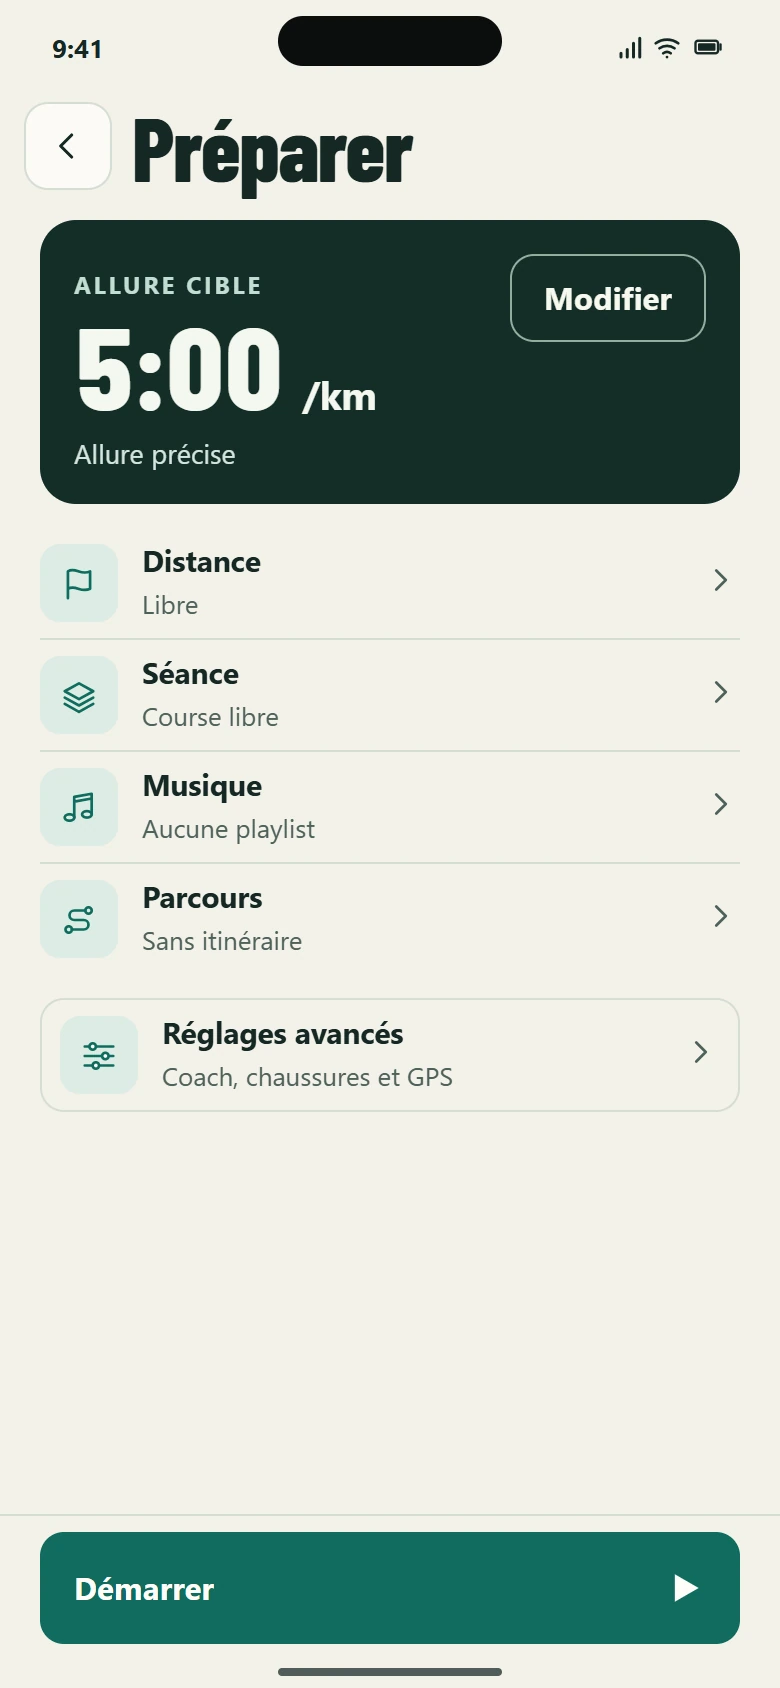 9:41
Préparer
ALLURE CIBLE
Modifier
5:00 /km
Allure précise
Distance
Libre
Séance
Course libre
Musique
Aucune playlist
Parcours
Sans itinéraire
Réglages avancés
Coach, chaussures et GPS
Démarrer